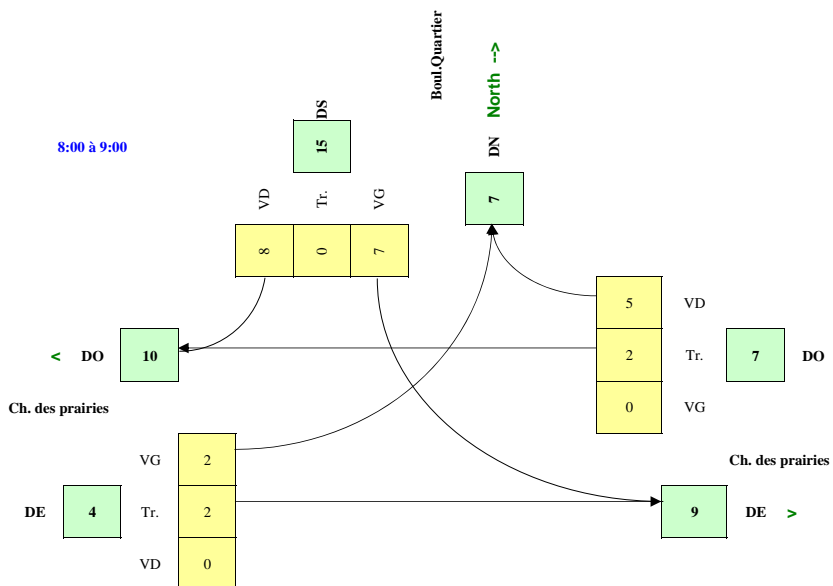 Boul.Quartier
North -->
DS
15
8:00 à 9:00
DN
7
VD Tr. VG
8 0 7
5 VD
< DO 10
2 Tr. 7 DO
0 VG
Ch. des prairies
VG 2
Ch. des prairies
DE 4 Tr. 2
9 DE >
VD 0